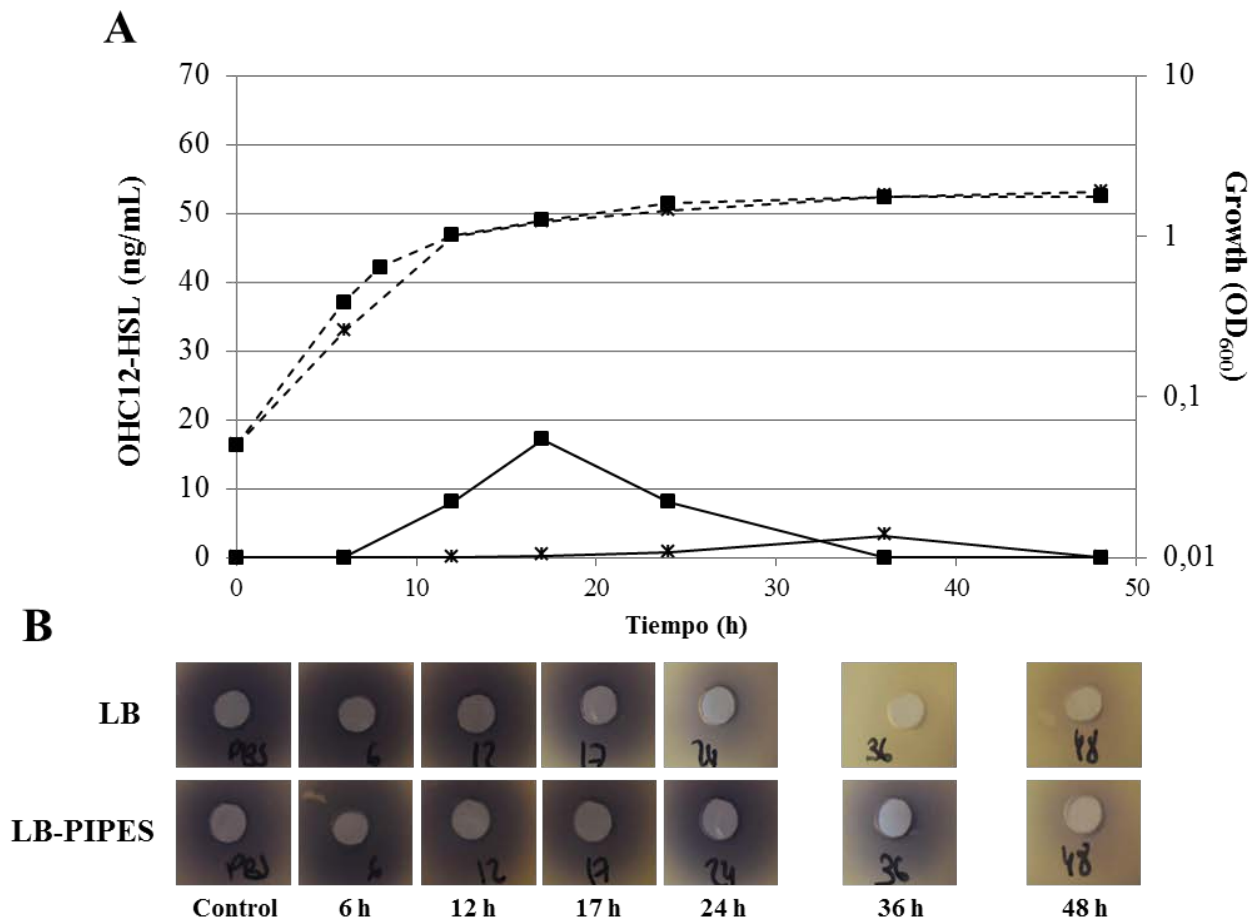 A
70
60
50
40
30
20
10
0
OHC12-HSL (ng/mL)
10
1
0,1
0,01
Growth (OD600)
0
10
20
30
40
50
Tiempo (h)
B
LB
PBS
6
12
17
24
36
48
LB-PIPES
PBS
6
12
17
24
36
48
Control
6 h
12 h
17 h
24 h
36 h
48 h